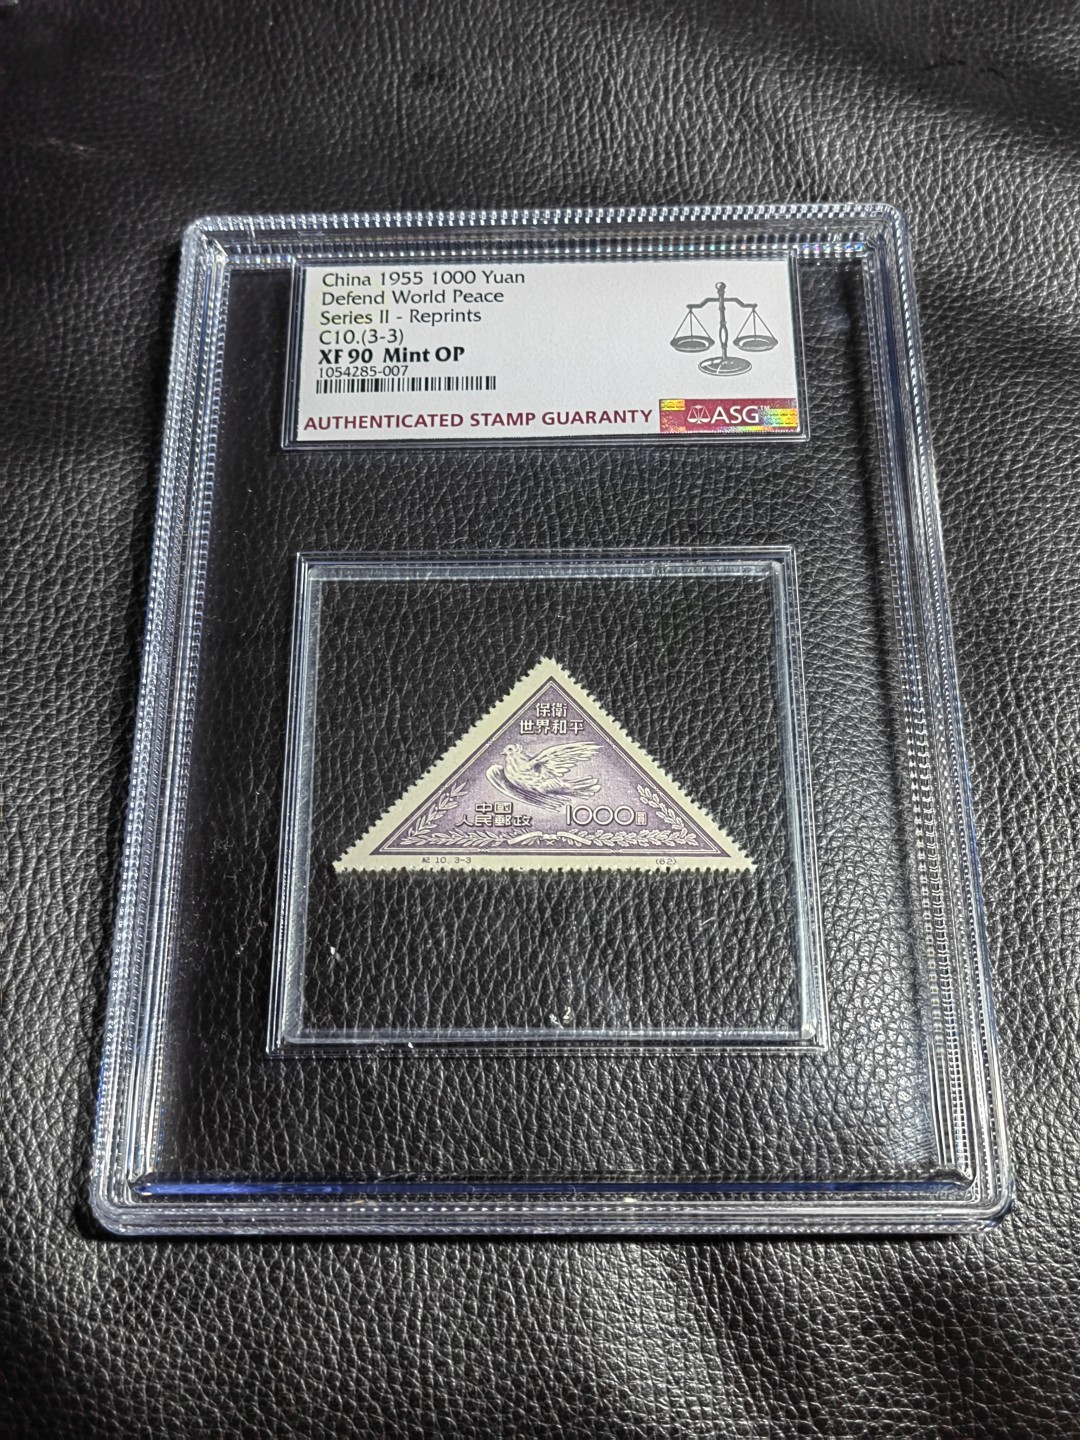 China 1955 1000 Yuan
Defend World Peace
Series II - Reprints
C10.(3-3)
XF 90 Mint OP
1054285-007
AUTHENTICATED STAMP GUARANTY
ASG™
保衛
世界和平
中國
人民郵政
1000圓
紀10.3-3
(62)